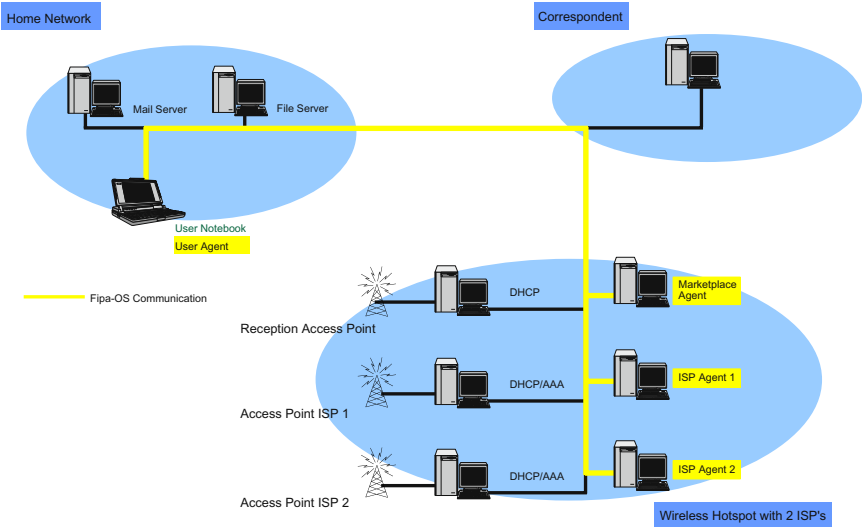 Home Network
Correspondent
Mail Server
File Server
User Notebook
User Agent
Fipa-OS Communication
DHCP
Marketplace
Agent
Reception Access Point
DHCP/AAA
ISP Agent 1
Access Point ISP 1
DHCP/AAA
ISP Agent 2
Access Point ISP 2
Wireless Hotspot with 2 ISP's